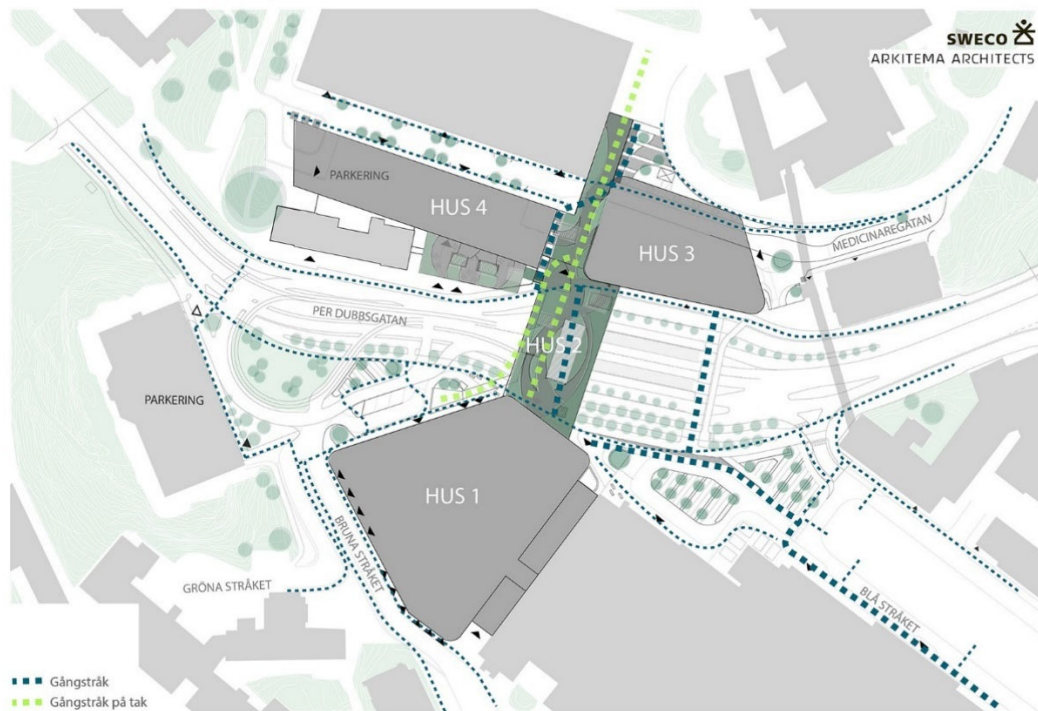 SWECO
ARKITEMA ARCHITECTS
PARKERING
HUS 4
HUS 3
MEDICINAREGATAN
PER DUBBSGATAN
HUS 2
PARKERING
HUS 1
BRUNA STRÅKET
GRÖNA STRÅKET
BLÅ STRÅKET
Gångstråk
Gångstråk på tak